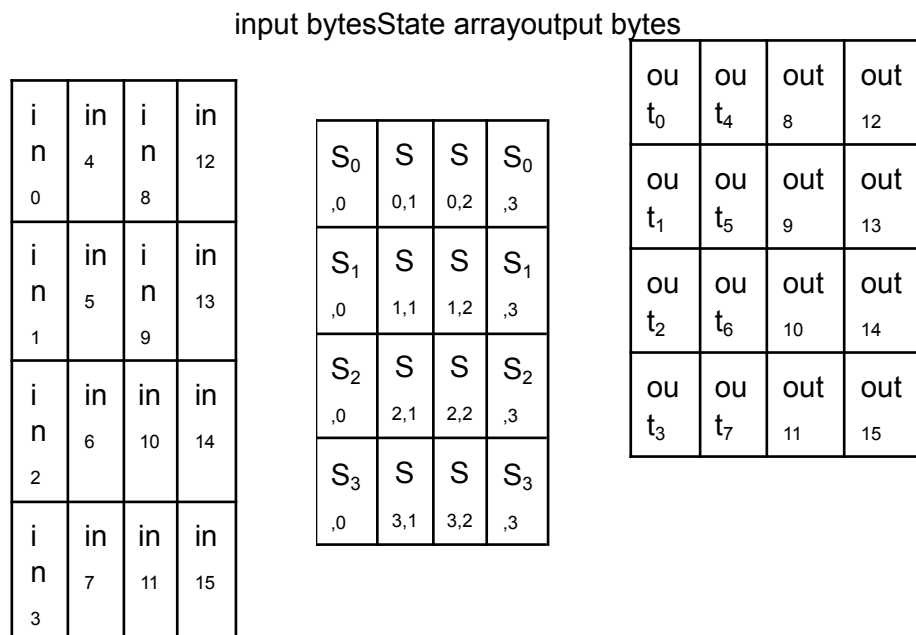 input bytesState arrayoutput bytes
in0 in4 in8 in12
in1 in5 in9 in13
in2 in6 in10 in14
in3 in7 in11 in15
S0,0 S0,1 S0,2 S0,3
S1,0 S1,1 S1,2 S1,3
S2,0 S2,1 S2,2 S2,3
S3,0 S3,1 S3,2 S3,3
out0 out4 out8 out12
out1 out5 out9 out13
out2 out6 out10 out14
out3 out7 out11 out15